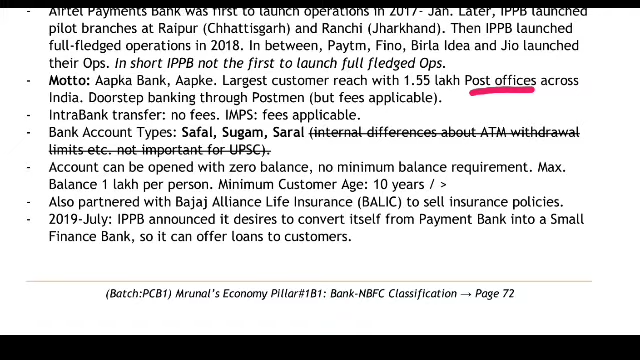 - Airtel Payments Bank was first to launch operations in 2017- Jan. Later, IPPB launched
pilot branches at Raipur (Chhattisgarh) and Ranchi (Jharkhand). Then IPPB launched
full-fledged operations in 2018. In between, Paytm, Fino, Birla Idea and Jio launched
their Ops. In short IPPB not the first to launch full fledged Ops.
- Motto: Aapka Bank, Aapke. Largest customer reach with 1.55 lakh Post offices across
India. Doorstep banking through Postmen (but fees applicable).
- IntraBank transfer: no fees. IMPS: fees applicable.
- Bank Account Types: Safal, Sugam, Saral (internal differences about ATM withdrawal
limits etc. not important for UPSC).
- Account can be opened with zero balance, no minimum balance requirement. Max.
Balance 1 lakh per person. Minimum Customer Age: 10 years / >
- Also partnered with Bajaj Alliance Life Insurance (BALIC) to sell insurance policies.
- 2019-July: IPPB announced it desires to convert itself from Payment Bank into a Small
Finance Bank, so it can offer loans to customers.
(Batch:PCB1) Mrunal's Economy Pillar#1B1: Bank-NBFC Classification → Page 72